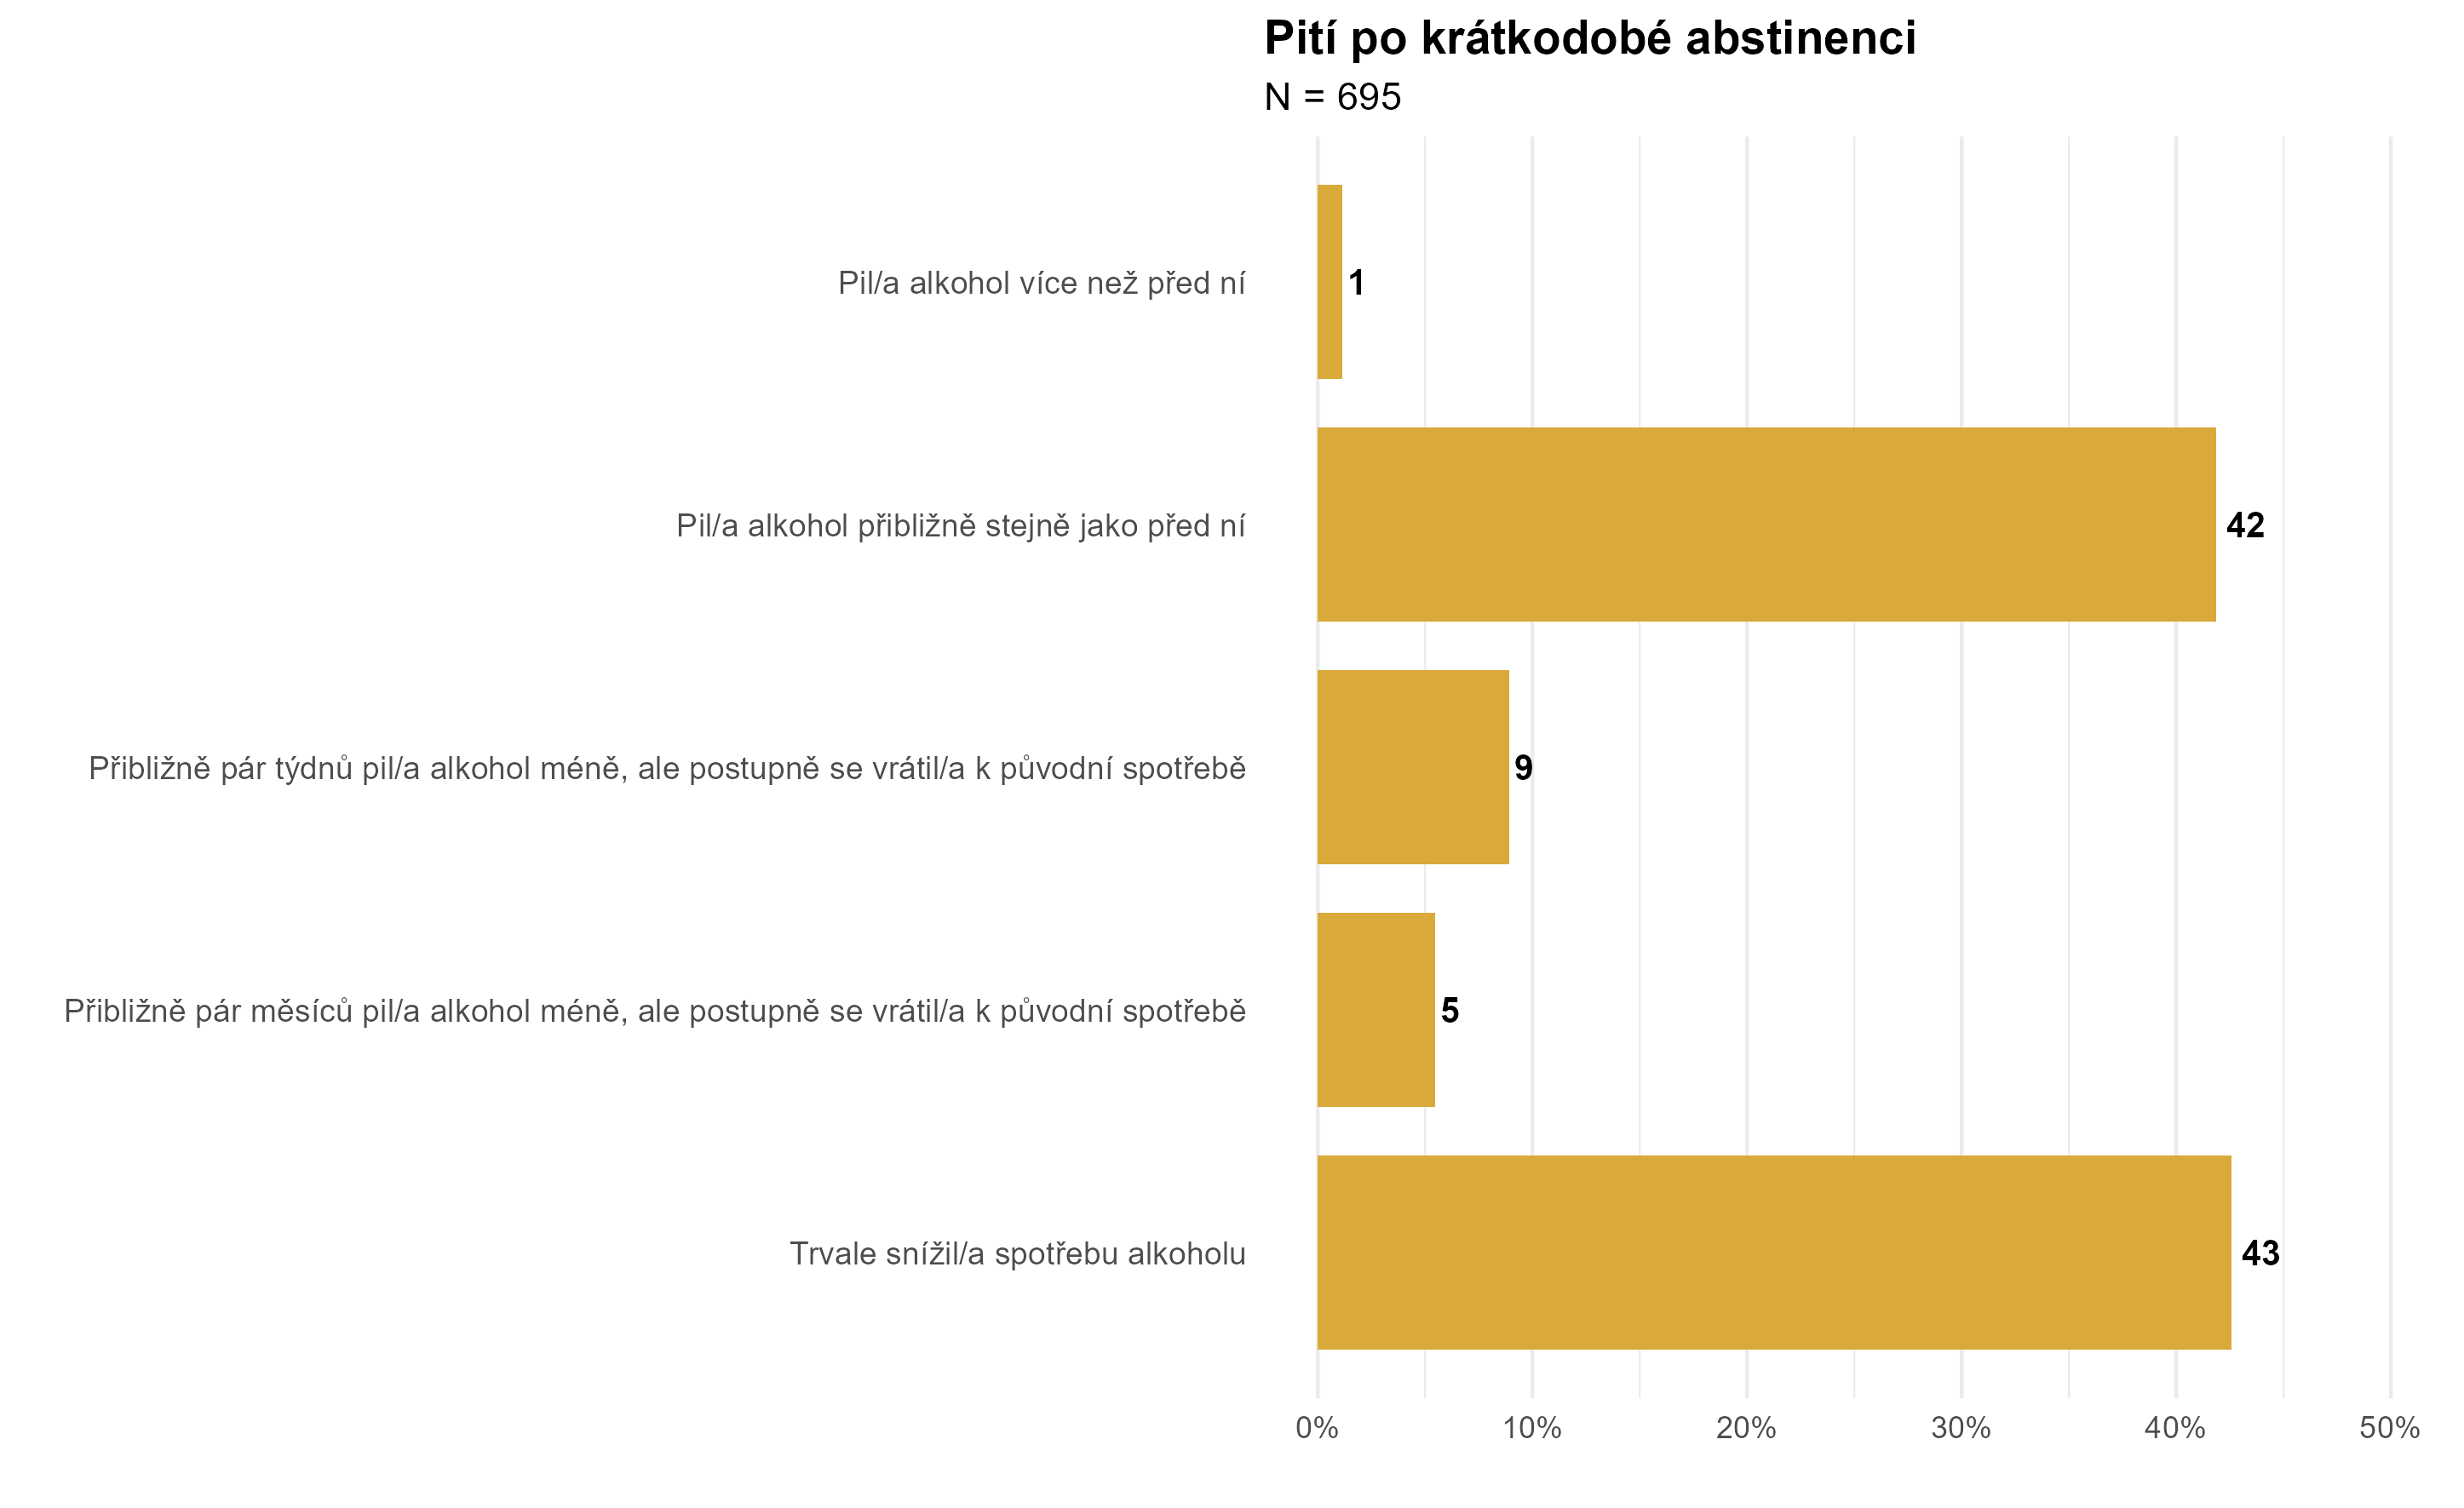 Pití po krátkodobé abstinenci
N = 695
Pil/a alkohol více než před ní
1
Pil/a alkohol přibližně stejně jako před ní
42
Přibližně pár týdnů pil/a alkohol méně, ale postupně se vrátil/a k původní spotřebě
9
Přibližně pár měsíců pil/a alkohol méně, ale postupně se vrátil/a k původní spotřebě
5
Trvale snížil/a spotřebu alkoholu
43
0% 10% 20% 30% 40% 50%